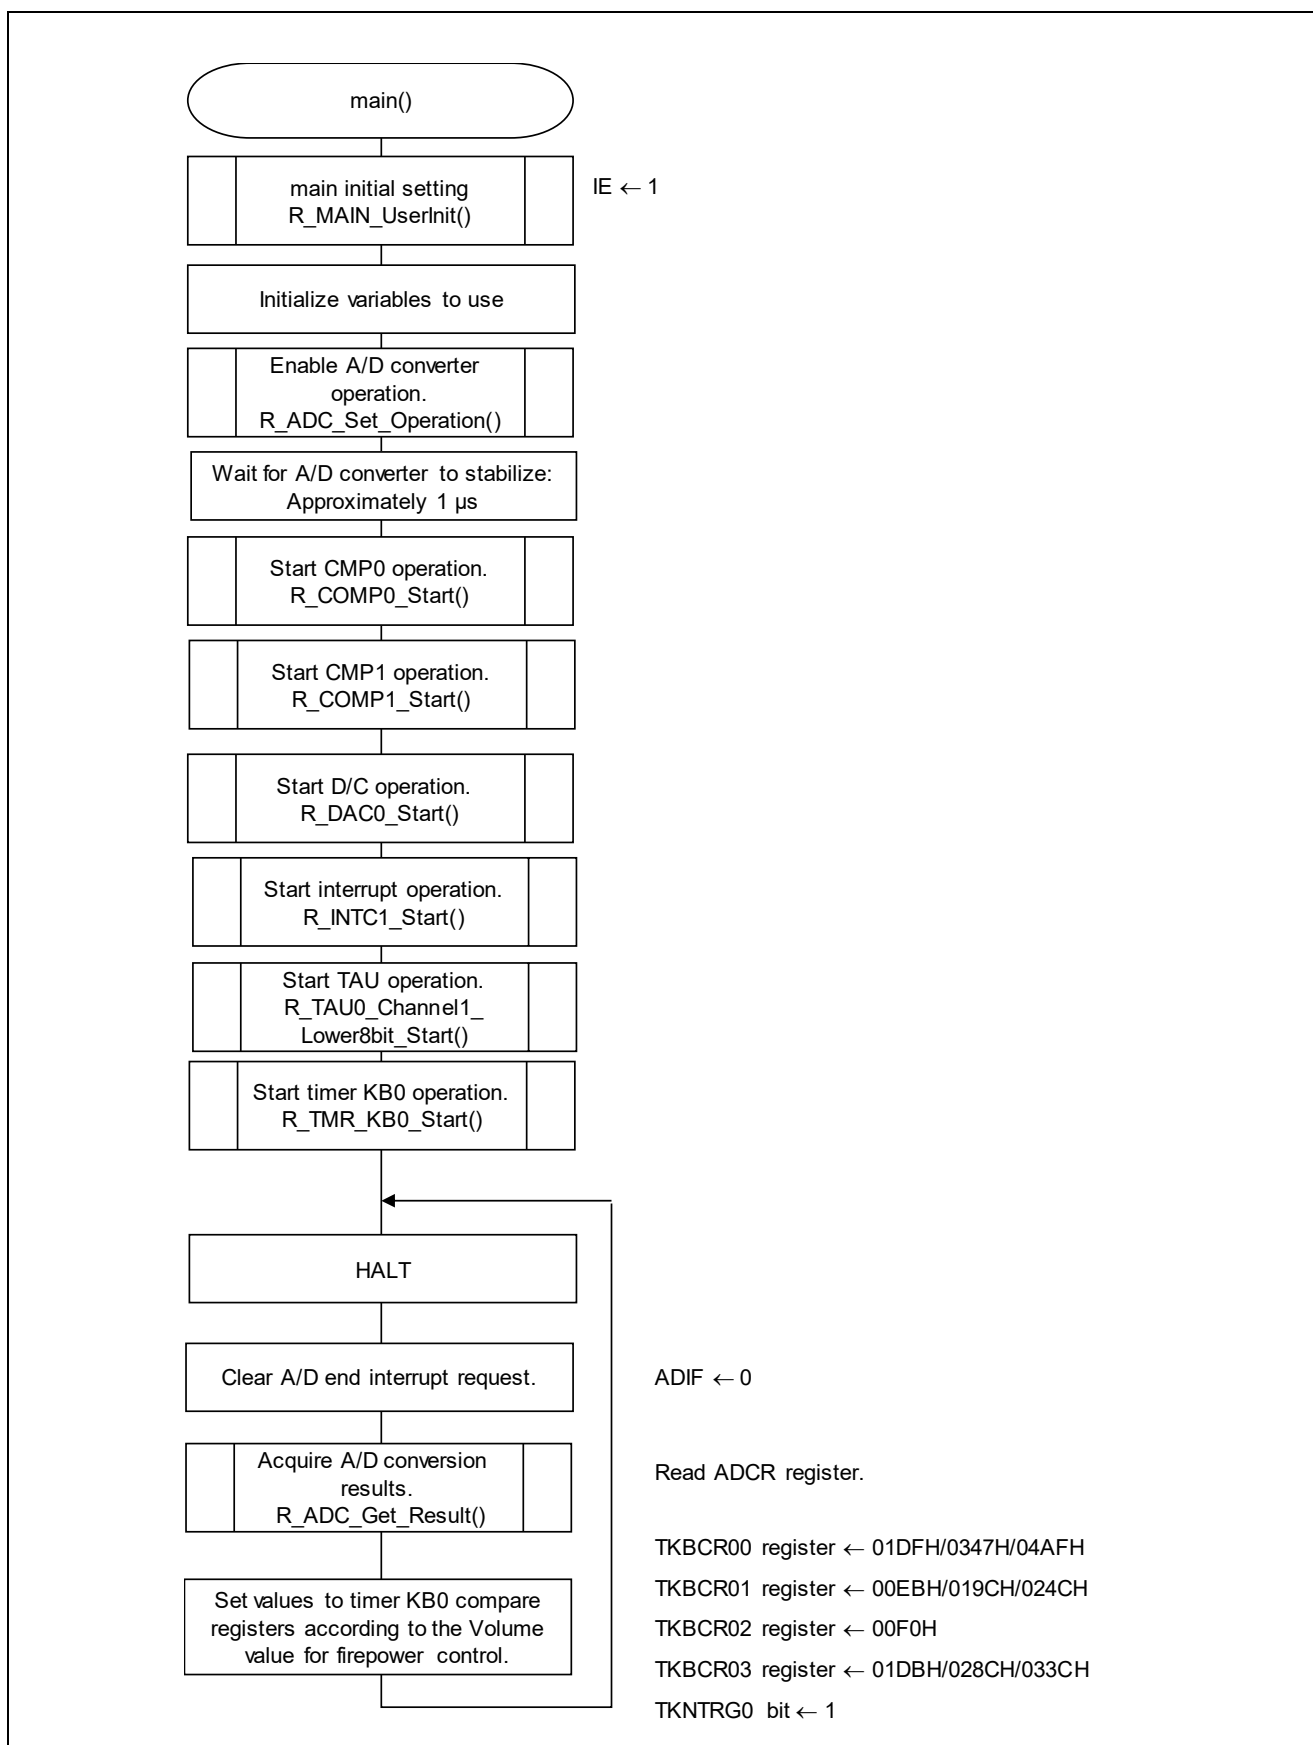 main()
main initial setting
R_MAIN_UserInit()
IE ← 1
Initialize variables to use
Enable A/D converter
operation.
R_ADC_Set_Operation()
Wait for A/D converter to stabilize:
Approximately 1 µs
Start CMP0 operation.
R_COMP0_Start()
Start CMP1 operation.
R_COMP1_Start()
Start D/C operation.
R_DAC0_Start()
Start interrupt operation.
R_INTC1_Start()
Start TAU operation.
R_TAU0_Channel1_
Lower8bit_Start()
Start timer KB0 operation.
R_TMR_KB0_Start()
HALT
Clear A/D end interrupt request.
ADIF ← 0
Acquire A/D conversion
results.
R_ADC_Get_Result()
Read ADCR register.
Set values to timer KB0 compare
registers according to the Volume
value for firepower control.
TKBCR00 register ← 01DFH/0347H/04AFH
TKBCR01 register ← 00EBH/019CH/024CH
TKBCR02 register ← 00F0H
TKBCR03 register ← 01DBH/028CH/033CH
TKNTRG0 bit ← 1